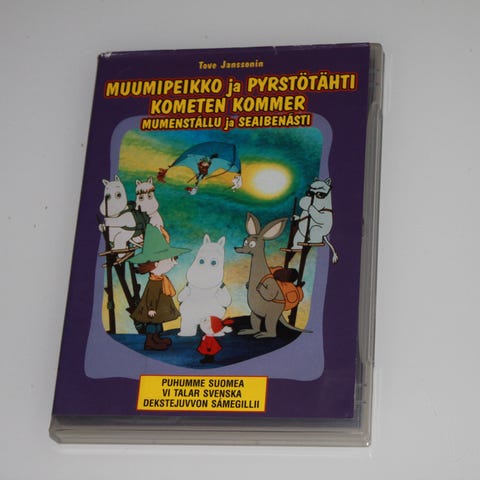 Tove Janssonin
MUUMIPEIKKO ja PYRSTÖTÄHTI
KOMETEN KOMMER
MUMENSTÁLLU ja SEAIBENÁSTI
PUHUMME SUOMEA
VI TALAR SVENSKA
DEKSTEJUVVON SÁMEGILLII